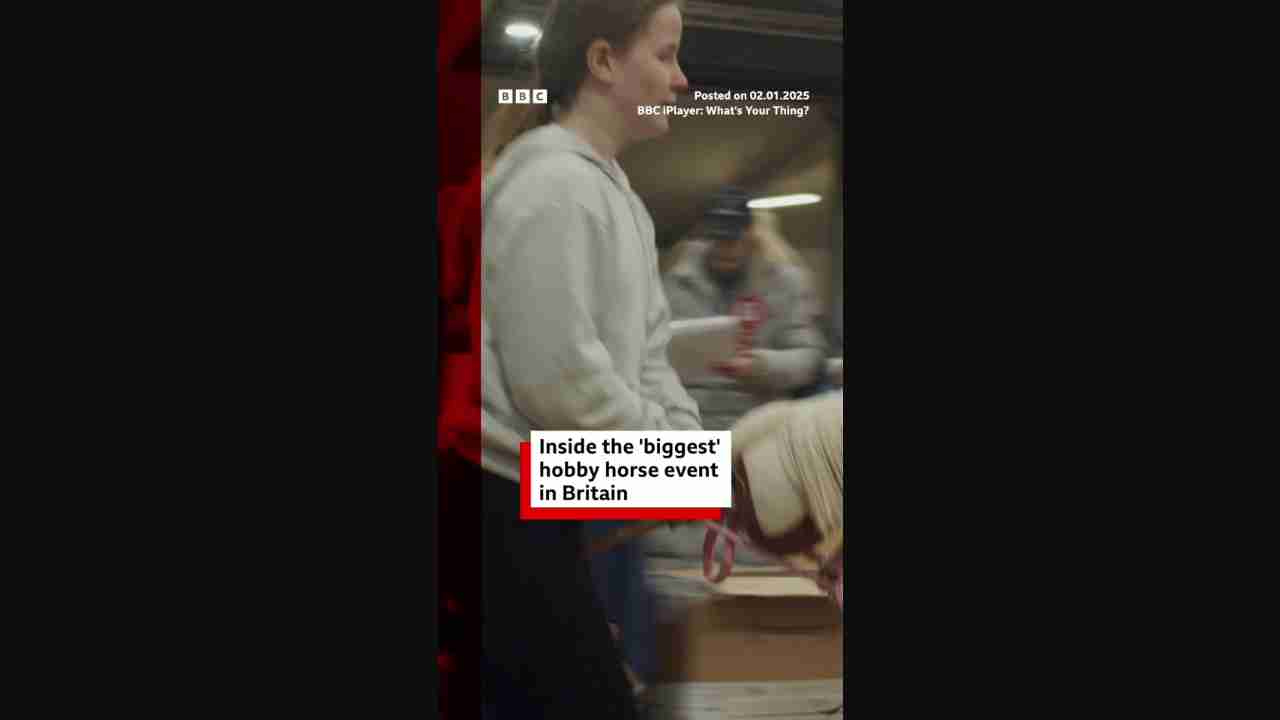 BBC
Posted on 02.01.2025
BBC iPlayer: What's Your Thing?
Inside the 'biggest'
hobby horse event
in Britain